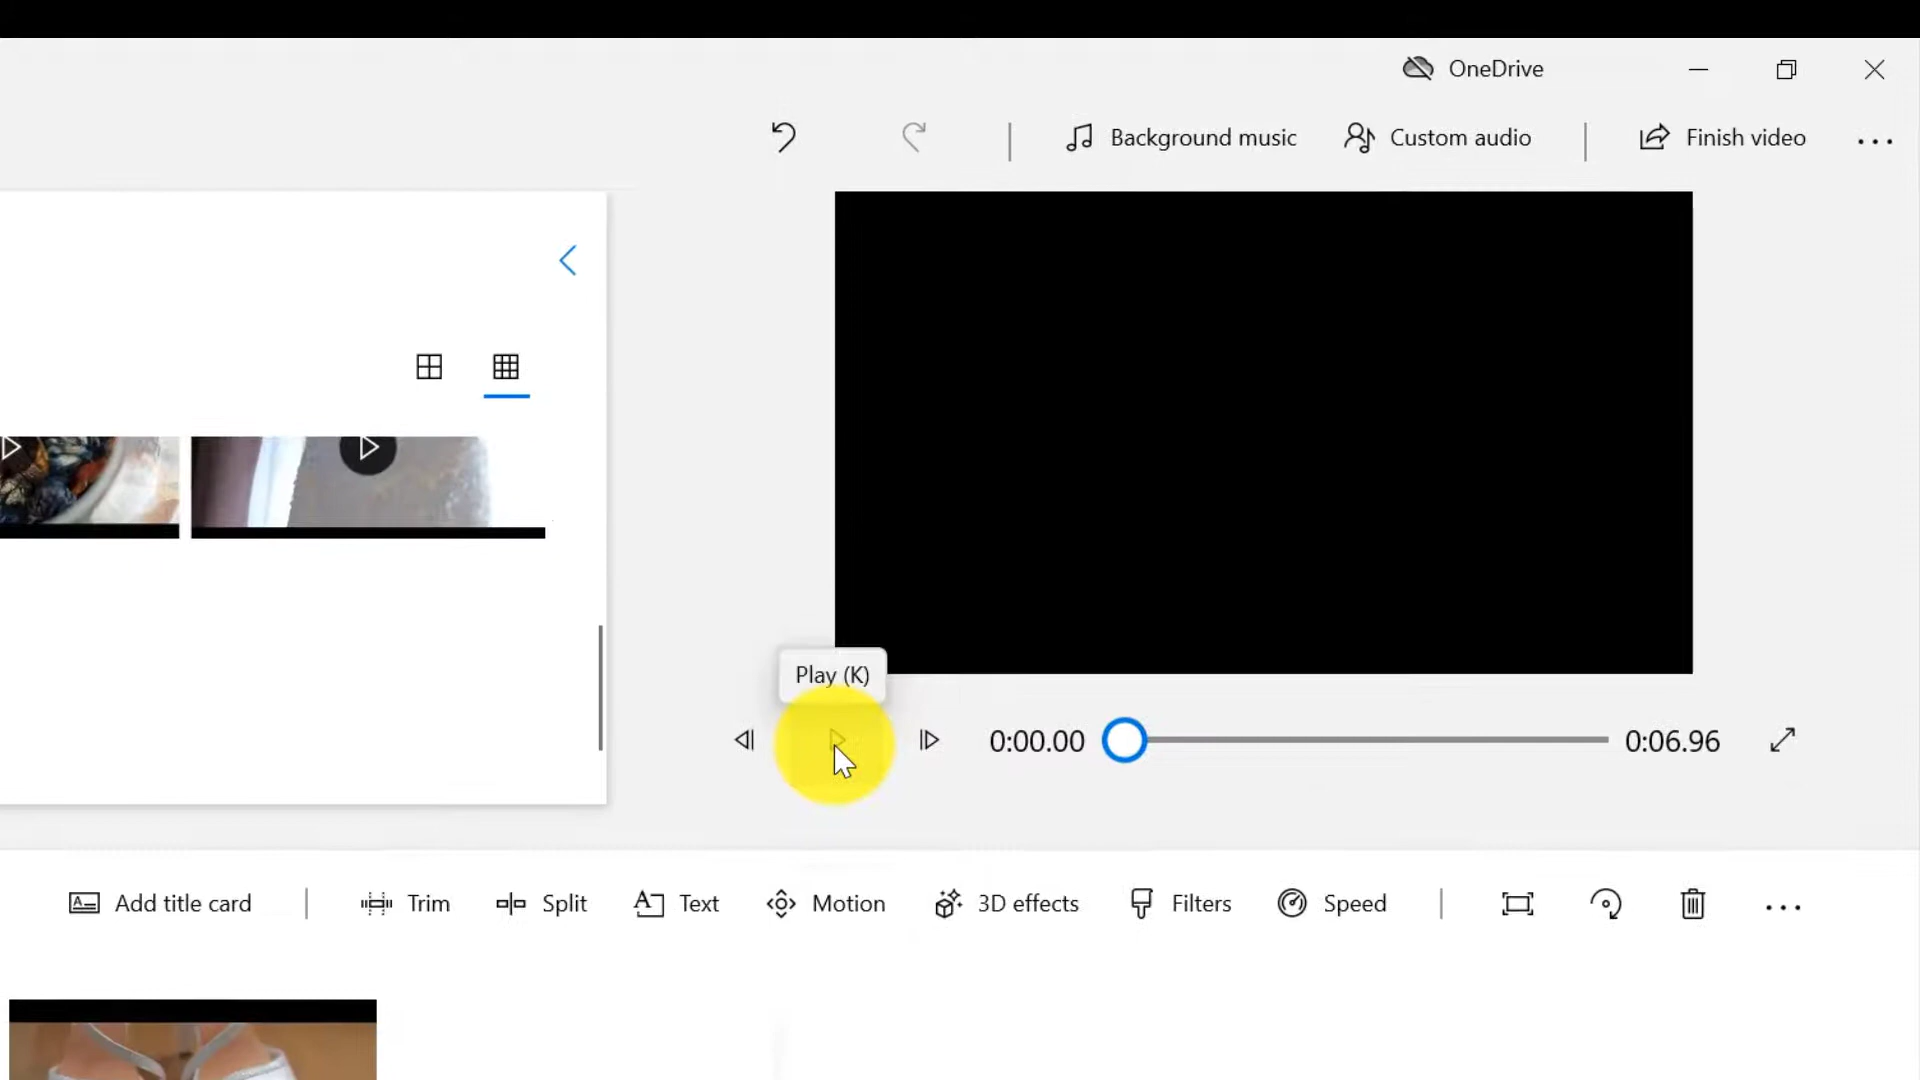 OneDrive
Background music
Custom audio
Finish video
Play (K)
0:00.00
0:06.96
Add title card
Trim
Split
Text
Motion
3D effects
Filters
Speed